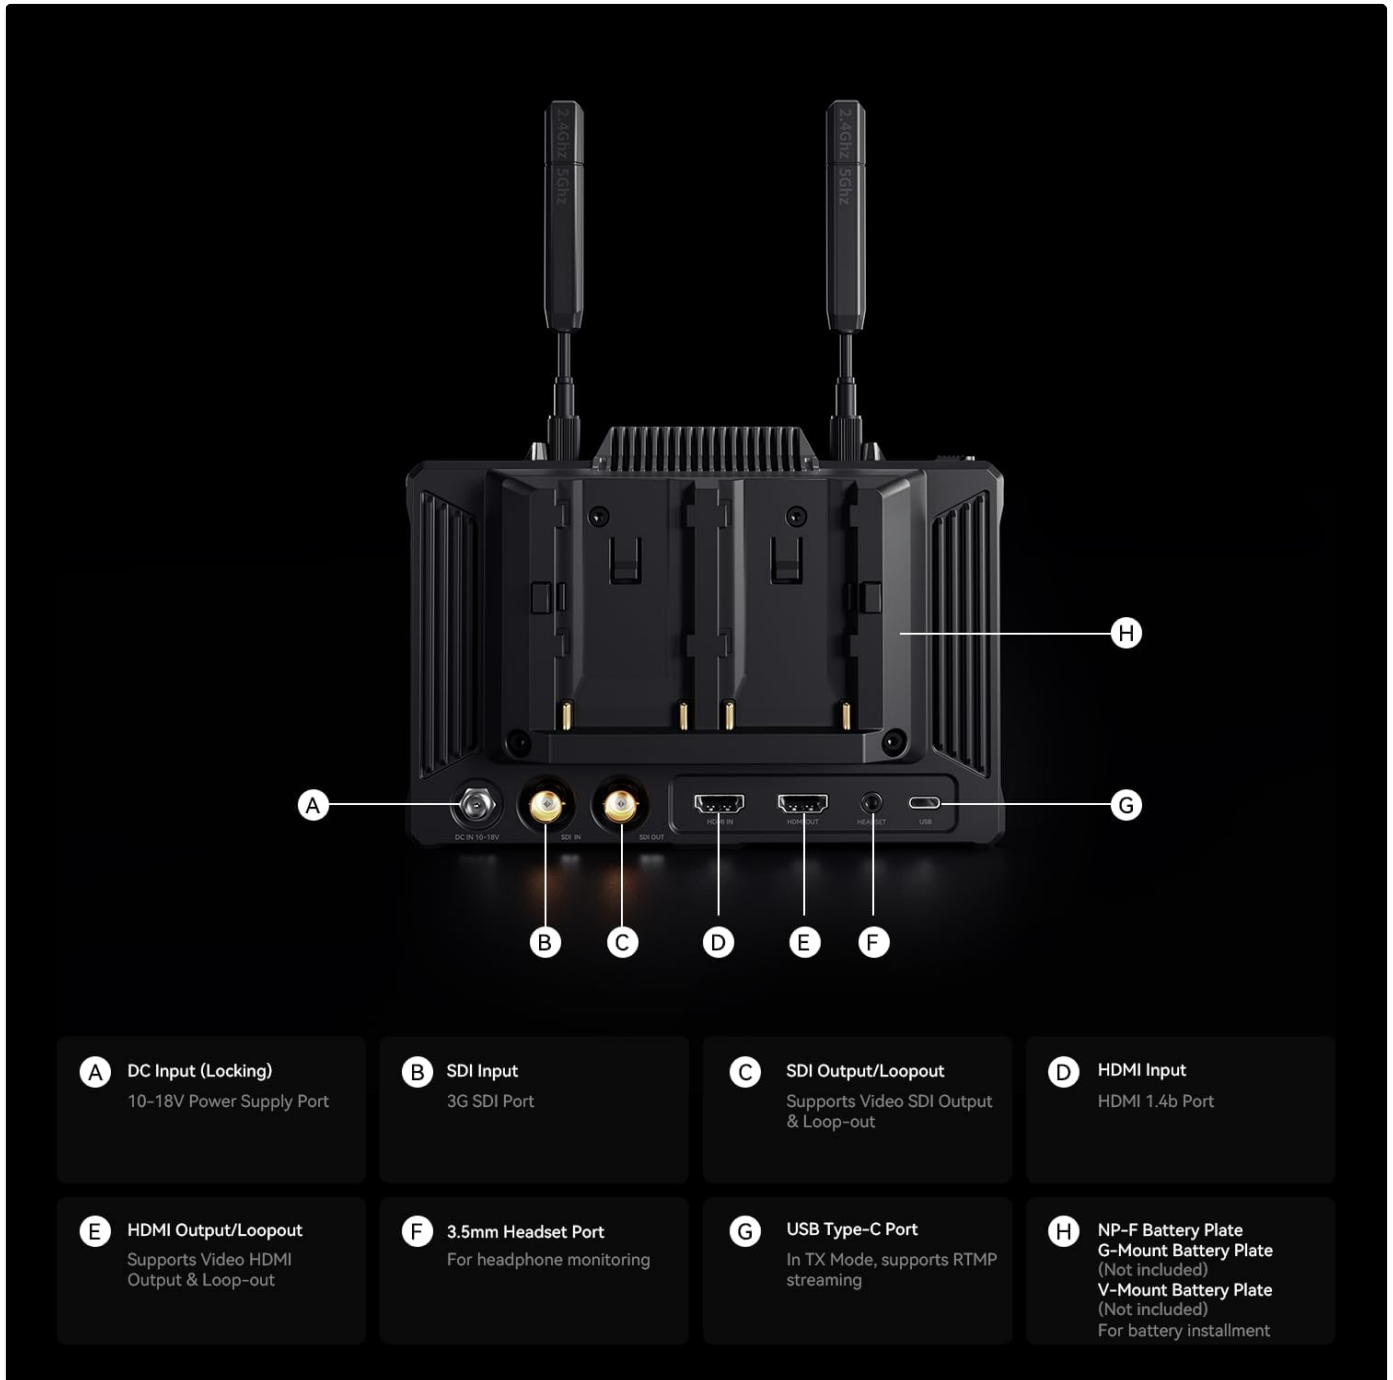 2.4Ghz 5Ghz
2.4Ghz 5Ghz
H
A
G
DC IN 10-18V
SDI IN
SDI OUT
HDMI IN
HDMI OUT
HEADSET
USB
B
C
D
E
F
A DC Input (Locking)
10-18V Power Supply Port
B SDI Input
3G SDI Port
C SDI Output/Loopout
Supports Video SDI Output
& Loop-out
D HDMI Input
HDMI 1.4b Port
E HDMI Output/Loopout
Supports Video HDMI
Output & Loop-out
F 3.5mm Headset Port
For headphone monitoring
G USB Type-C Port
In TX Mode, supports RTMP
streaming
H NP-F Battery Plate
G-Mount Battery Plate
(Not included)
V-Mount Battery Plate
(Not included)
For battery installment